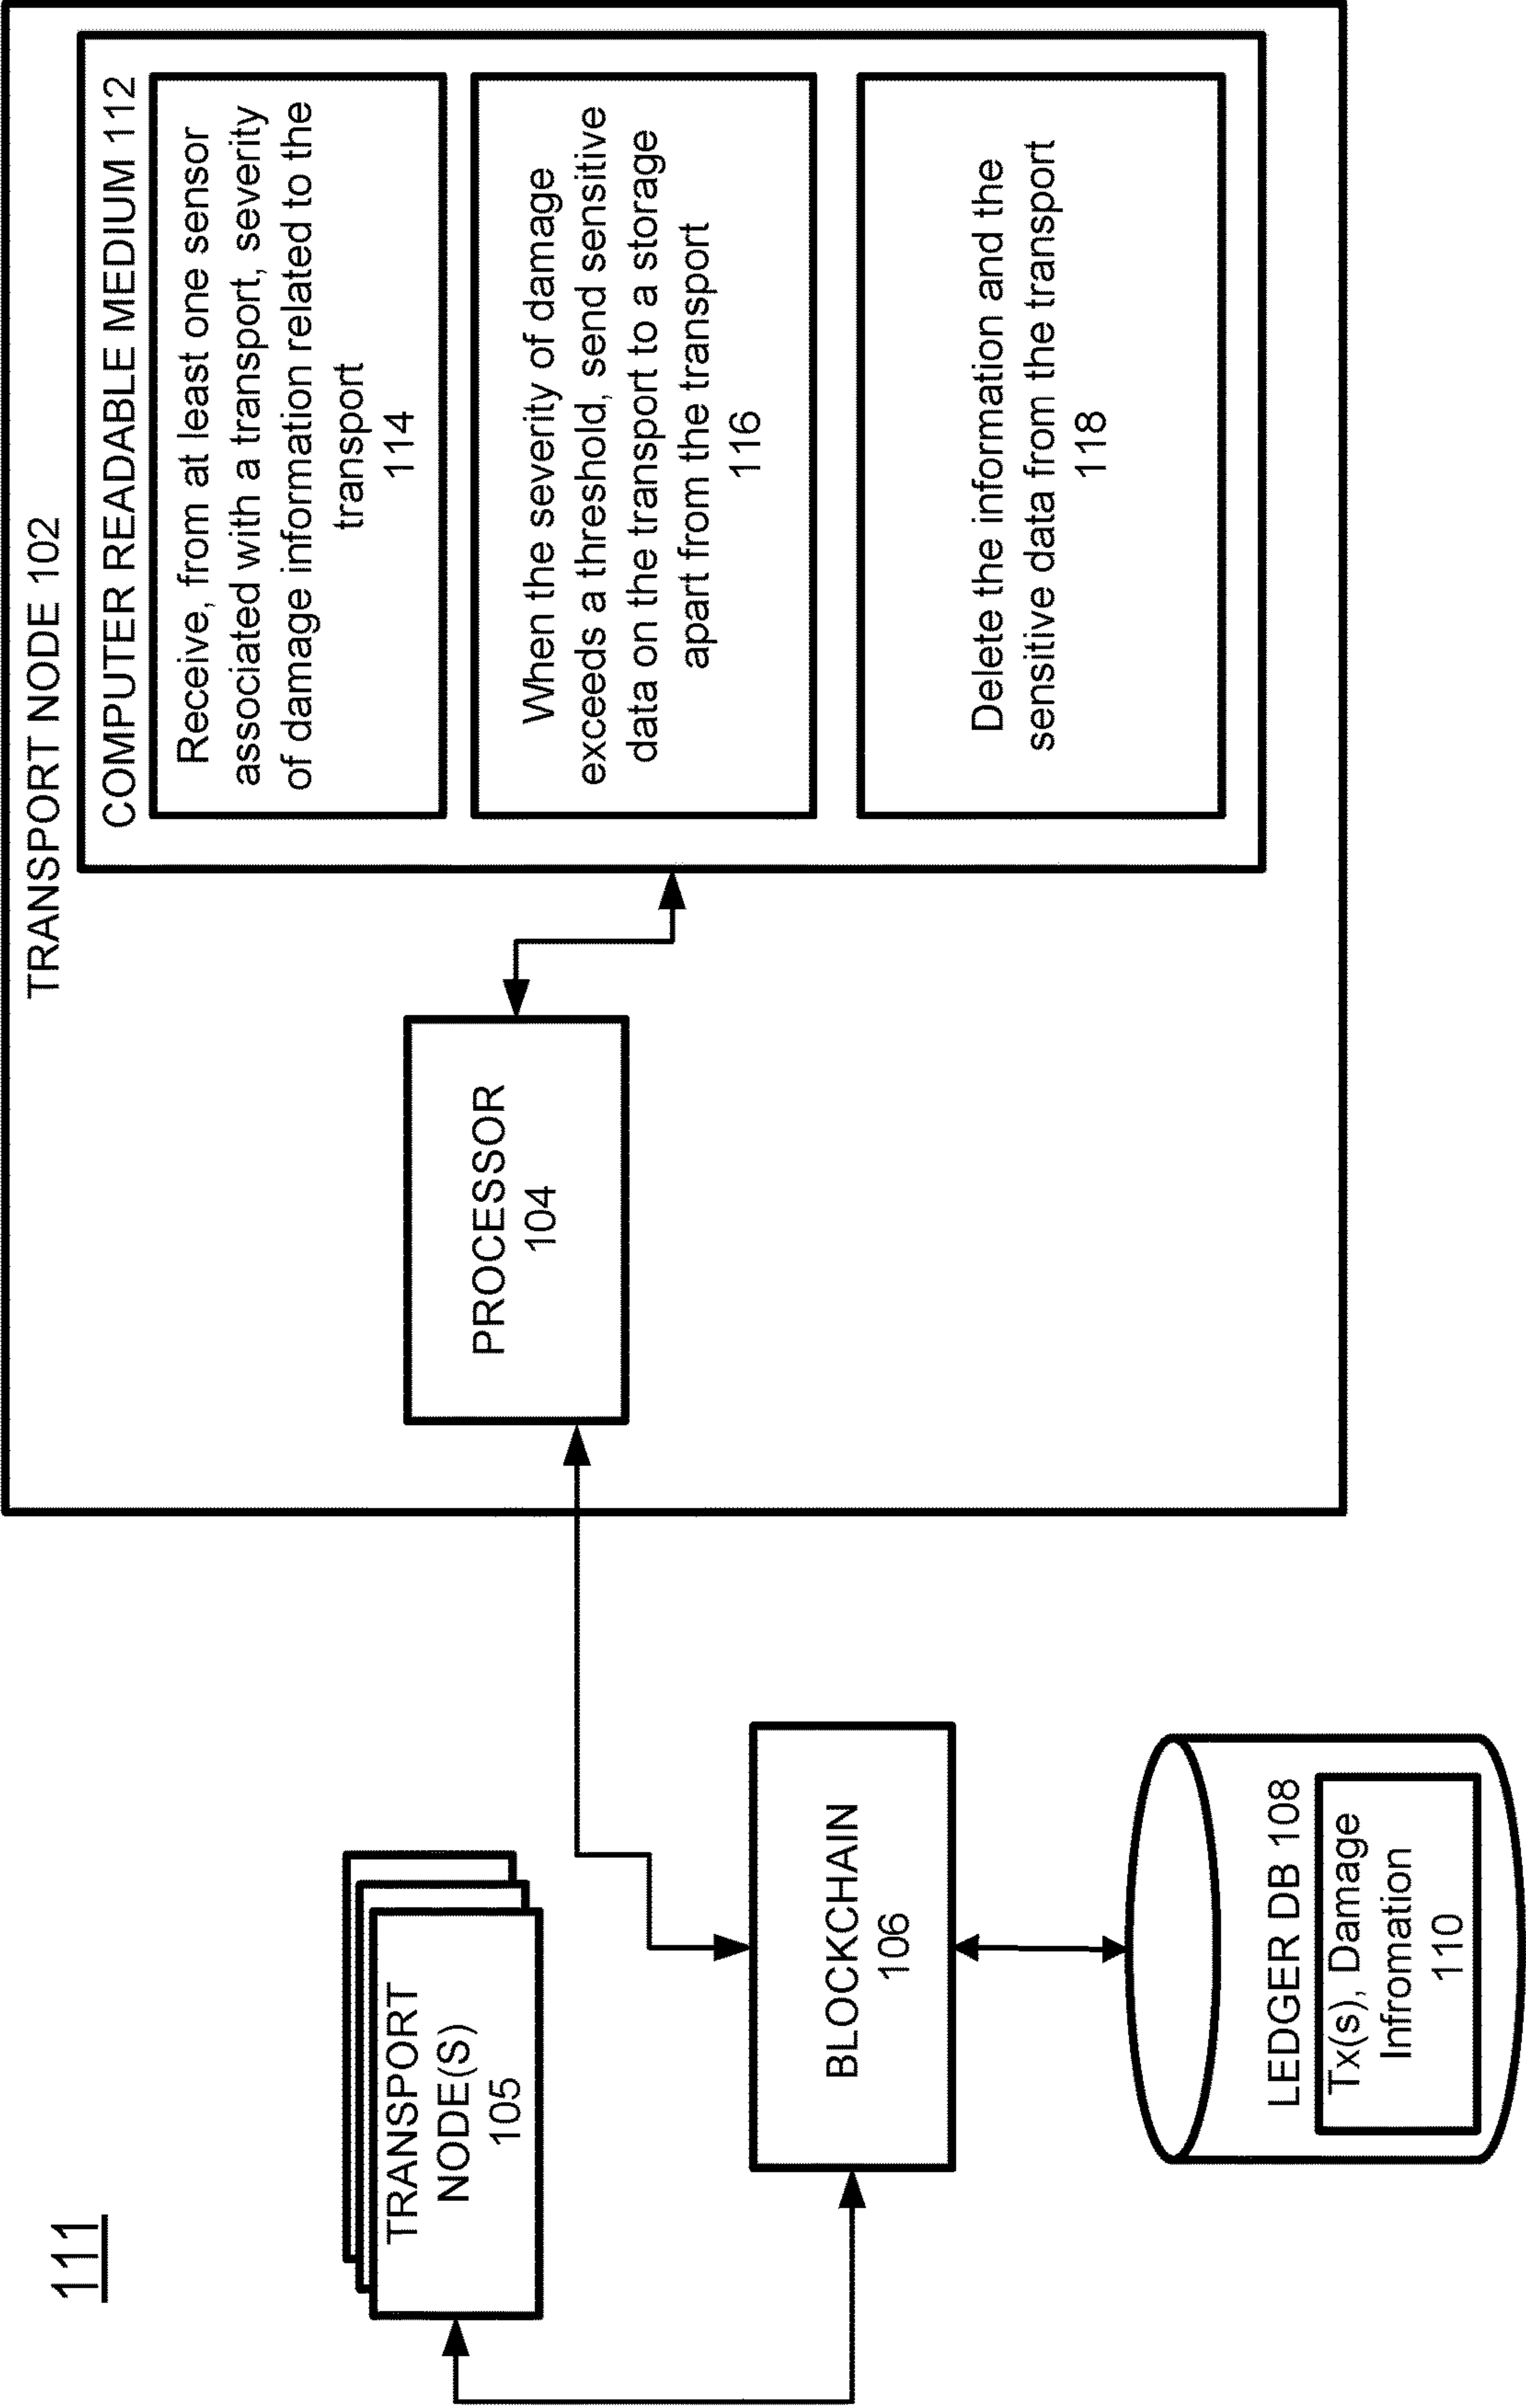 111
TRANSPORT
NODE(S)
105
BLOCKCHAIN
106
LEDGER DB 108
Tx(s), Damage
Infromation
110
TRANSPORT NODE 102
PROCESSOR
104
COMPUTER READABLE MEDIUM 112
Receive, from at least one sensor
associated with a transport, severity
of damage information related to the
transport
114
When the severity of damage
exceeds a threshold, send sensitive
data on the transport to a storage
apart from the transport
116
Delete the information and the
sensitive data from the transport
118